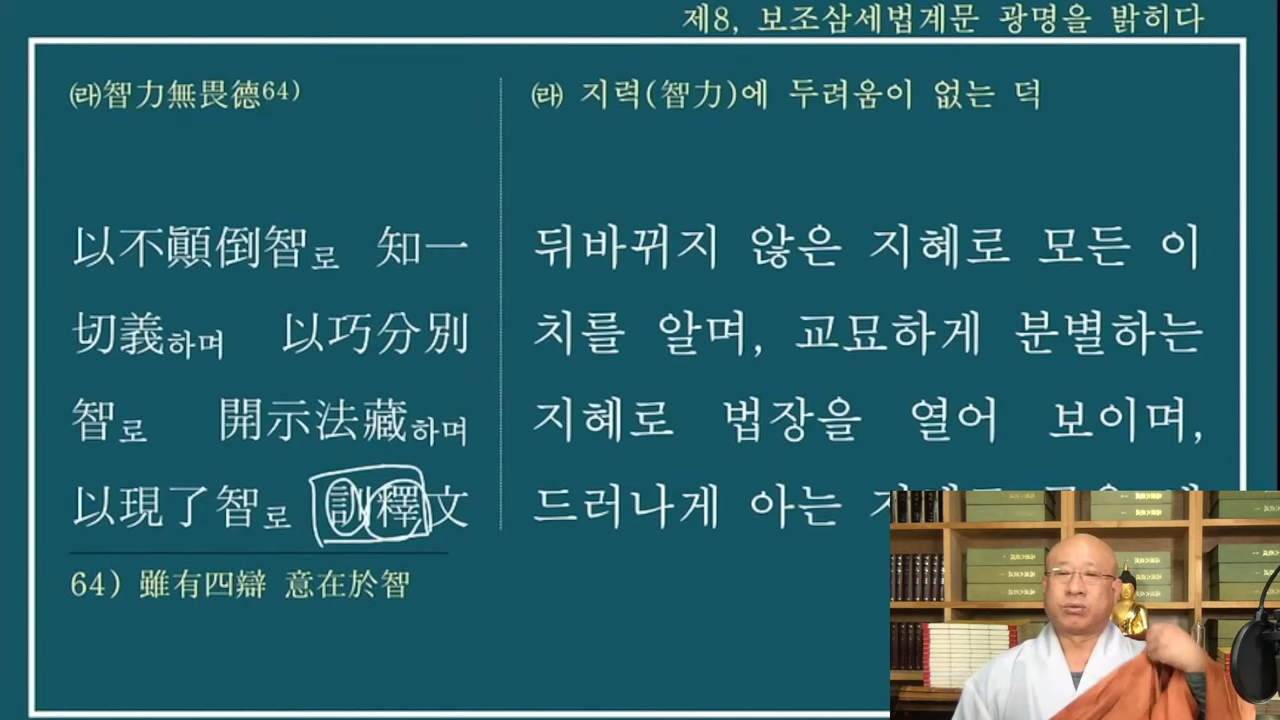 제8, 보조삼세법계문 광명을 밝히다
㈑智力無畏德64)
以不顚倒智로 知一
切義하며 以巧分別
智로 開示法藏하며
以現了智로 訓釋文
64) 雖有四辯 意在於智
㈑ 지력(智力)에 두려움이 없는 덕
뒤바뀌지 않은 지혜로 모든 이
치를 알며, 교묘하게 분별하는
지혜로 법장을 열어 보이며,
드러나게 아는